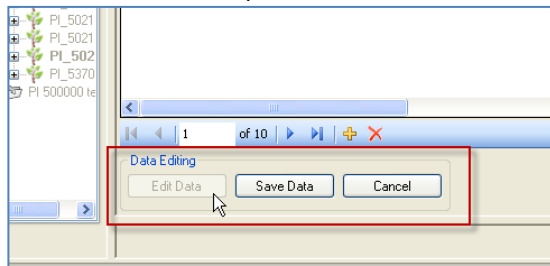 PI_5021
PI_5021
PI_502
PI_5370
PI 500000 te
1 of 10
Data Editing
Edit Data Save Data Cancel